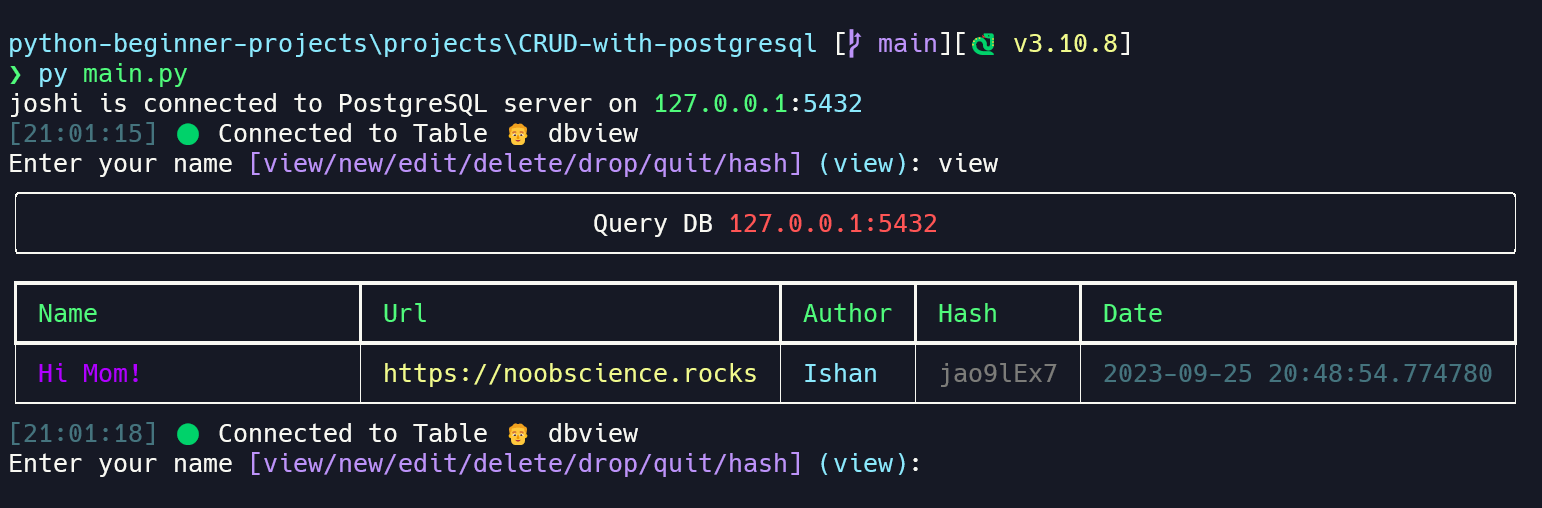 python-beginner-projects\projects\CRUD-with-postgresql [ main][🐍 v3.10.8]
❯ py main.py
joshi is connected to PostgreSQL server on 127.0.0.1:5432
[21:01:15] 🟢 Connected to Table 👨 dbview
Enter your name [view/new/edit/delete/drop/quit/hash] (view): view
Query DB 127.0.0.1:5432
Name Url Author Hash Date
Hi Mom! https://noobscience.rocks Ishan jao9lEx7 2023-09-25 20:48:54.774780
[21:01:18] 🟢 Connected to Table 👨 dbview
Enter your name [view/new/edit/delete/drop/quit/hash] (view):